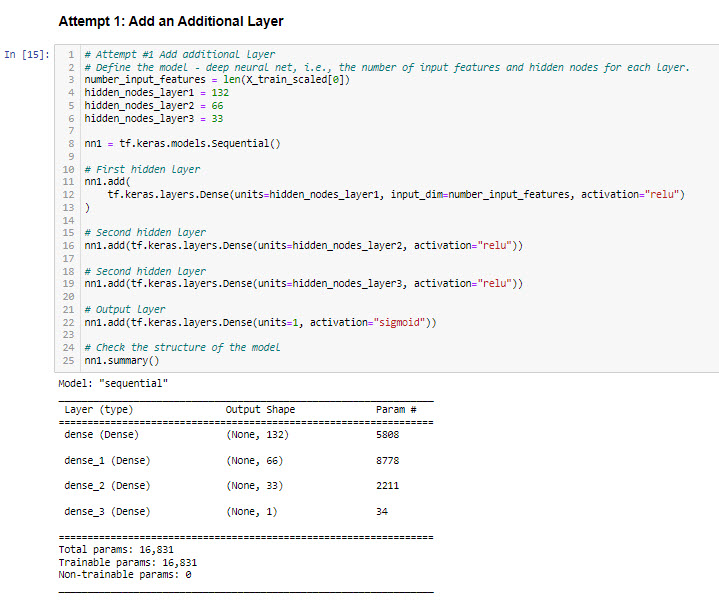 Attempt 1: Add an Additional Layer
In [15]:
1 # Attempt #1 Add additional Layer
2 # Define the model - deep neural net, i.e., the number of input features and hidden nodes for each layer.
3 number_input_features = len(X_train_scaled[0])
4 hidden_nodes_layer1 = 132
5 hidden_nodes_layer2 = 66
6 hidden_nodes_layer3 = 33
7
8 nn1 = tf.keras.models.Sequential()
9
10 # First hidden layer
11 nn1.add(
12     tf.keras.layers.Dense(units=hidden_nodes_layer1, input_dim=number_input_features, activation="relu")
13 )
14
15 # Second hidden layer
16 nn1.add(tf.keras.layers.Dense(units=hidden_nodes_layer2, activation="relu"))
17
18 # Second hidden layer
19 nn1.add(tf.keras.layers.Dense(units=hidden_nodes_layer3, activation="relu"))
20
21 # Output layer
22 nn1.add(tf.keras.layers.Dense(units=1, activation="sigmoid"))
23
24 # Check the structure of the model
25 nn1.summary()
Model: "sequential"
Layer (type) Output Shape Param #
dense (Dense) (None, 132) 5808
dense_1 (Dense) (None, 66) 8778
dense_2 (Dense) (None, 33) 2211
dense_3 (Dense) (None, 1) 34
Total params: 16,831
Trainable params: 16,831
Non-trainable params: 0